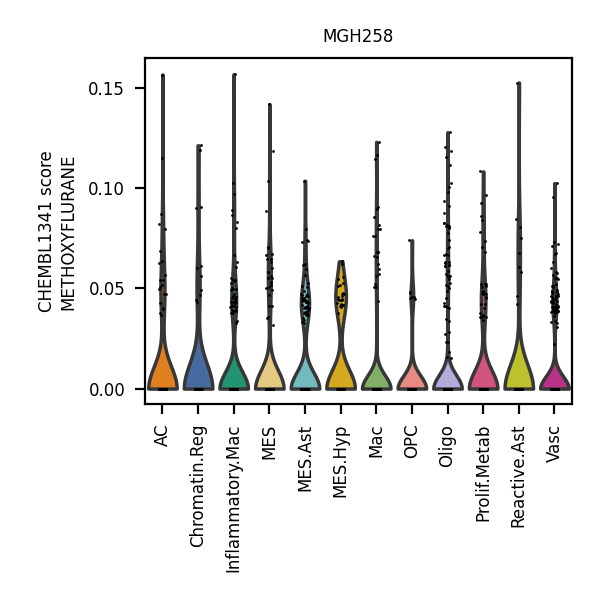 MGH258
CHEMBL1341 score
METHOXYFLURANE
0.15
0.10
0.05
0.00
AC
Chromatin.Reg
Inflammatory.Mac
MES
MES.Ast
MES.Hyp
Mac
OPC
Oligo
Prolif.Metab
Reactive.Ast
Vasc